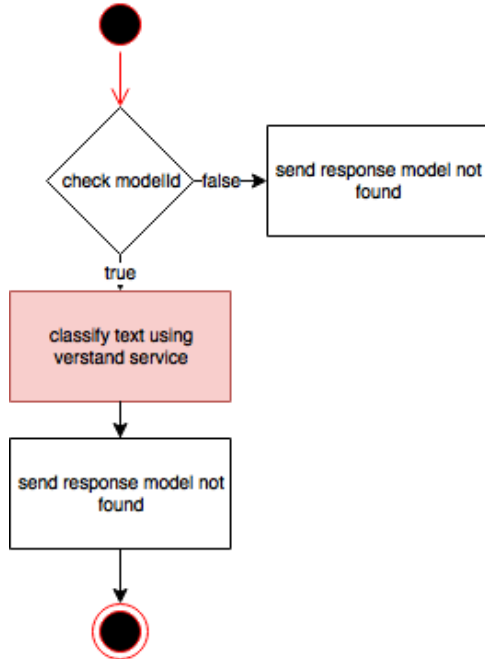 check modelId
false
send response model not
found
true
classify text using
verstand service
send response model not
found